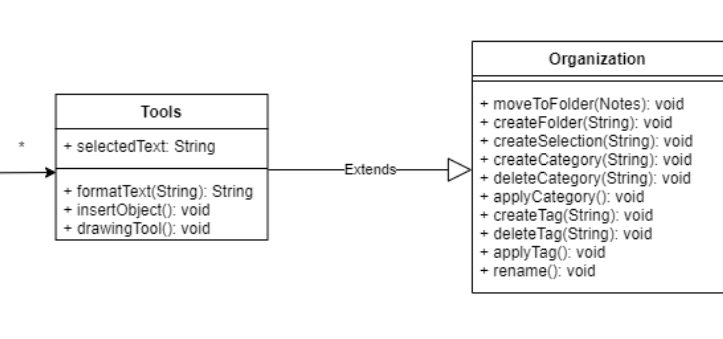 *
Tools
+ selectedText: String
+ formatText(String): String
+ insertObject(): void
+ drawingTool(): void
Extends
Organization
+ moveToFolder(Notes): void
+ createFolder(String): void
+ createSelection(String): void
+ createCategory(String): void
+ deleteCategory(String): void
+ applyCategory(): void
+ createTag(String): void
+ deleteTag(String): void
+ applyTag(): void
+ rename(): void